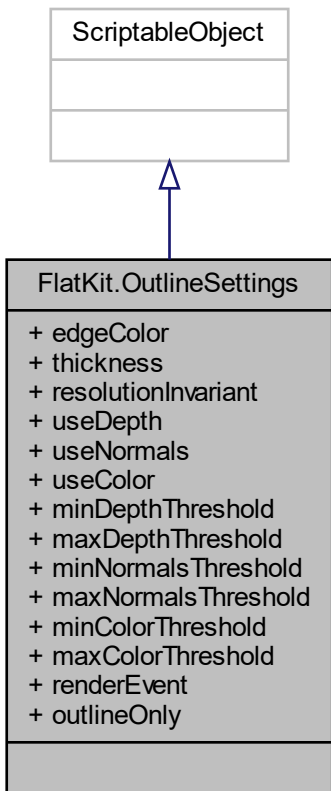 ScriptableObject
FlatKit.OutlineSettings
+ edgeColor
+ thickness
+ resolutionInvariant
+ useDepth
+ useNormals
+ useColor
+ minDepthThreshold
+ maxDepthThreshold
+ minNormalsThreshold
+ maxNormalsThreshold
+ minColorThreshold
+ maxColorThreshold
+ renderEvent
+ outlineOnly